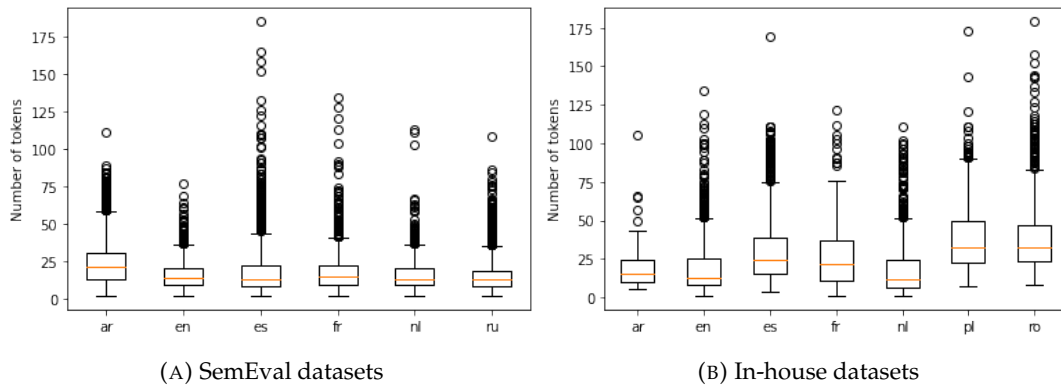 Number of tokens
175
150
125
100
75
50
25
0
ar en es fr nl ru
(A) SemEval datasets
Number of tokens
175
150
125
100
75
50
25
0
ar en es fr nl pl ro
(B) In-house datasets